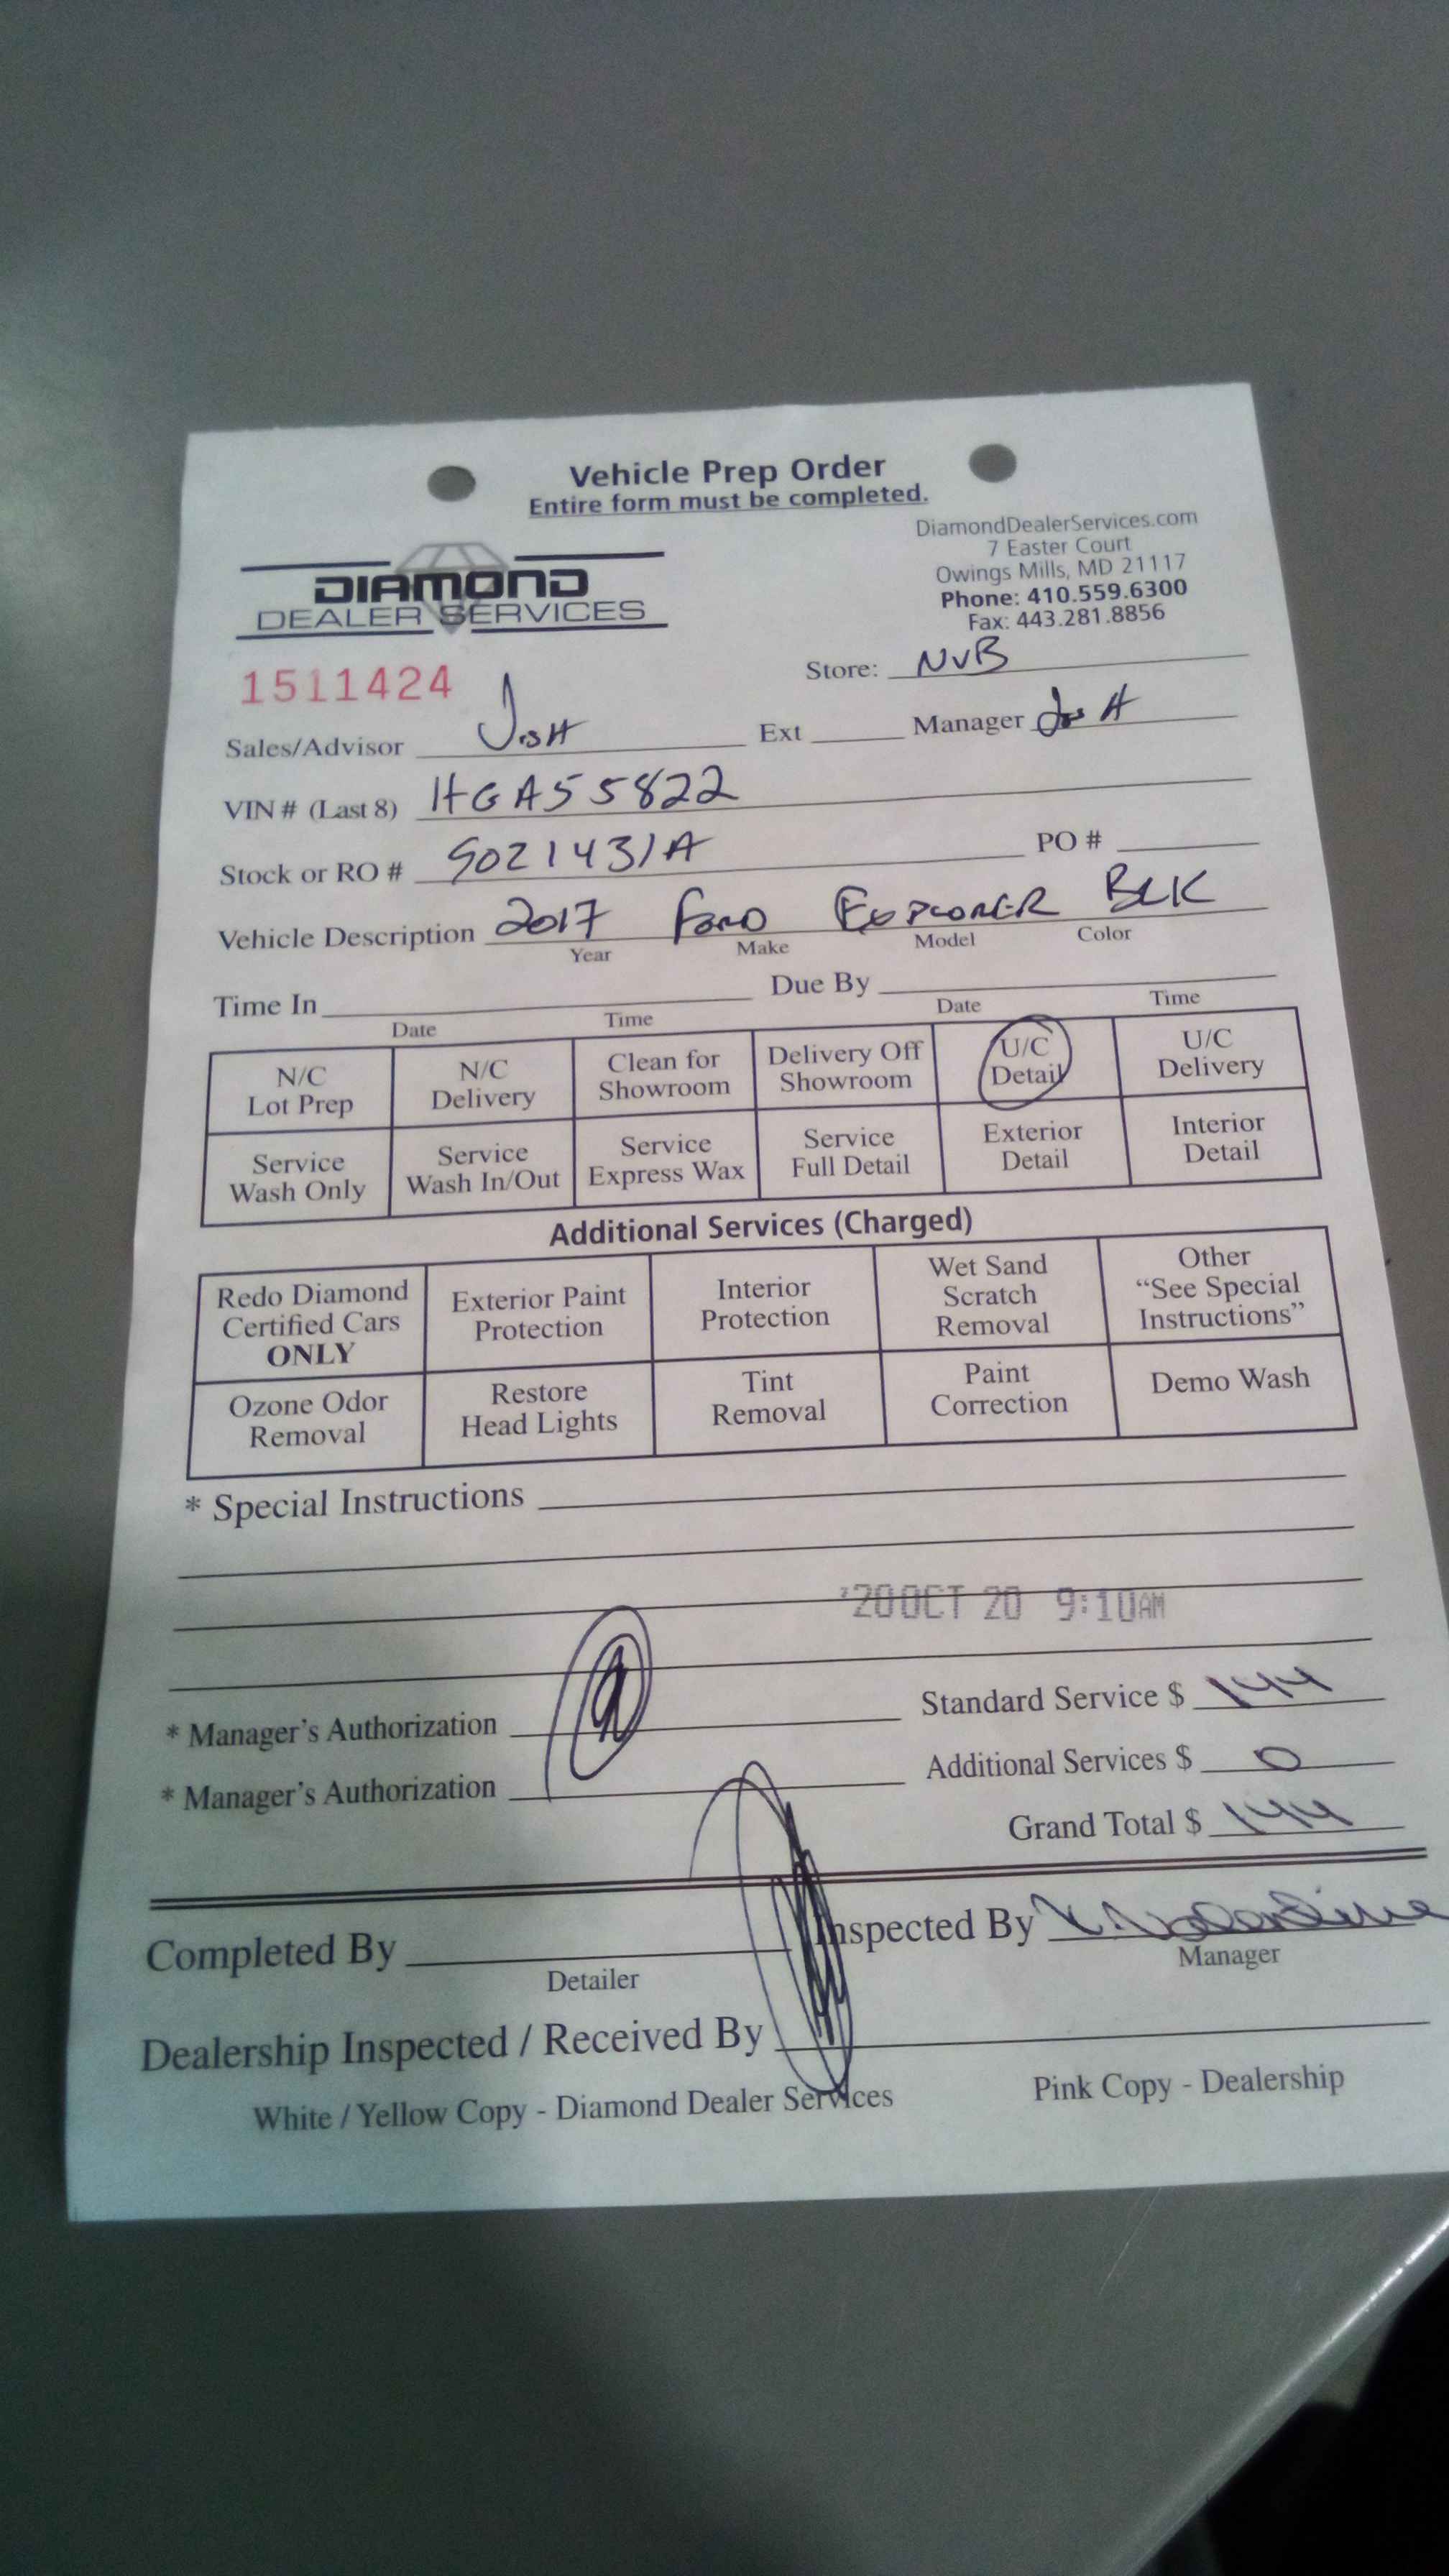 Vehicle Prep Order
Entire form must be completed.
DIAMOND
DEALER SERVICES
DiamondDealerServices.com
7 Easter Court
Owings Mills, MD 21117
Phone: 410.559.6300
Fax: 443.281.8856
1511424
Store: NVB
Sales/Advisor JOSH Ext Manager JOSH
VIN # (Last 8) HGA55822
Stock or RO # 9021431A PO #
Vehicle Description 2017 FORD EXPLORER BLK
Year Make Model Color
Time In Due By
Date Time Date Time
N/C Lot Prep N/C Delivery Clean for Showroom Delivery Off Showroom U/C Detail U/C Delivery
Service Wash Only Service Wash In/Out Service Express Wax Service Full Detail Exterior Detail Interior Detail
Additional Services (Charged)
Redo Diamond Certified Cars ONLY Exterior Paint Protection Interior Protection Wet Sand Scratch Removal Other "See Special Instructions"
Ozone Odor Removal Restore Head Lights Tint Removal Paint Correction Demo Wash
* Special Instructions
'20 OCT 20 9:10AM
* Manager's Authorization Standard Service $ 144
* Manager's Authorization Additional Services $ 0
Grand Total $ 144
Completed By Inspected By
Detailer Manager
Dealership Inspected / Received By
White / Yellow Copy - Diamond Dealer Services Pink Copy - Dealership